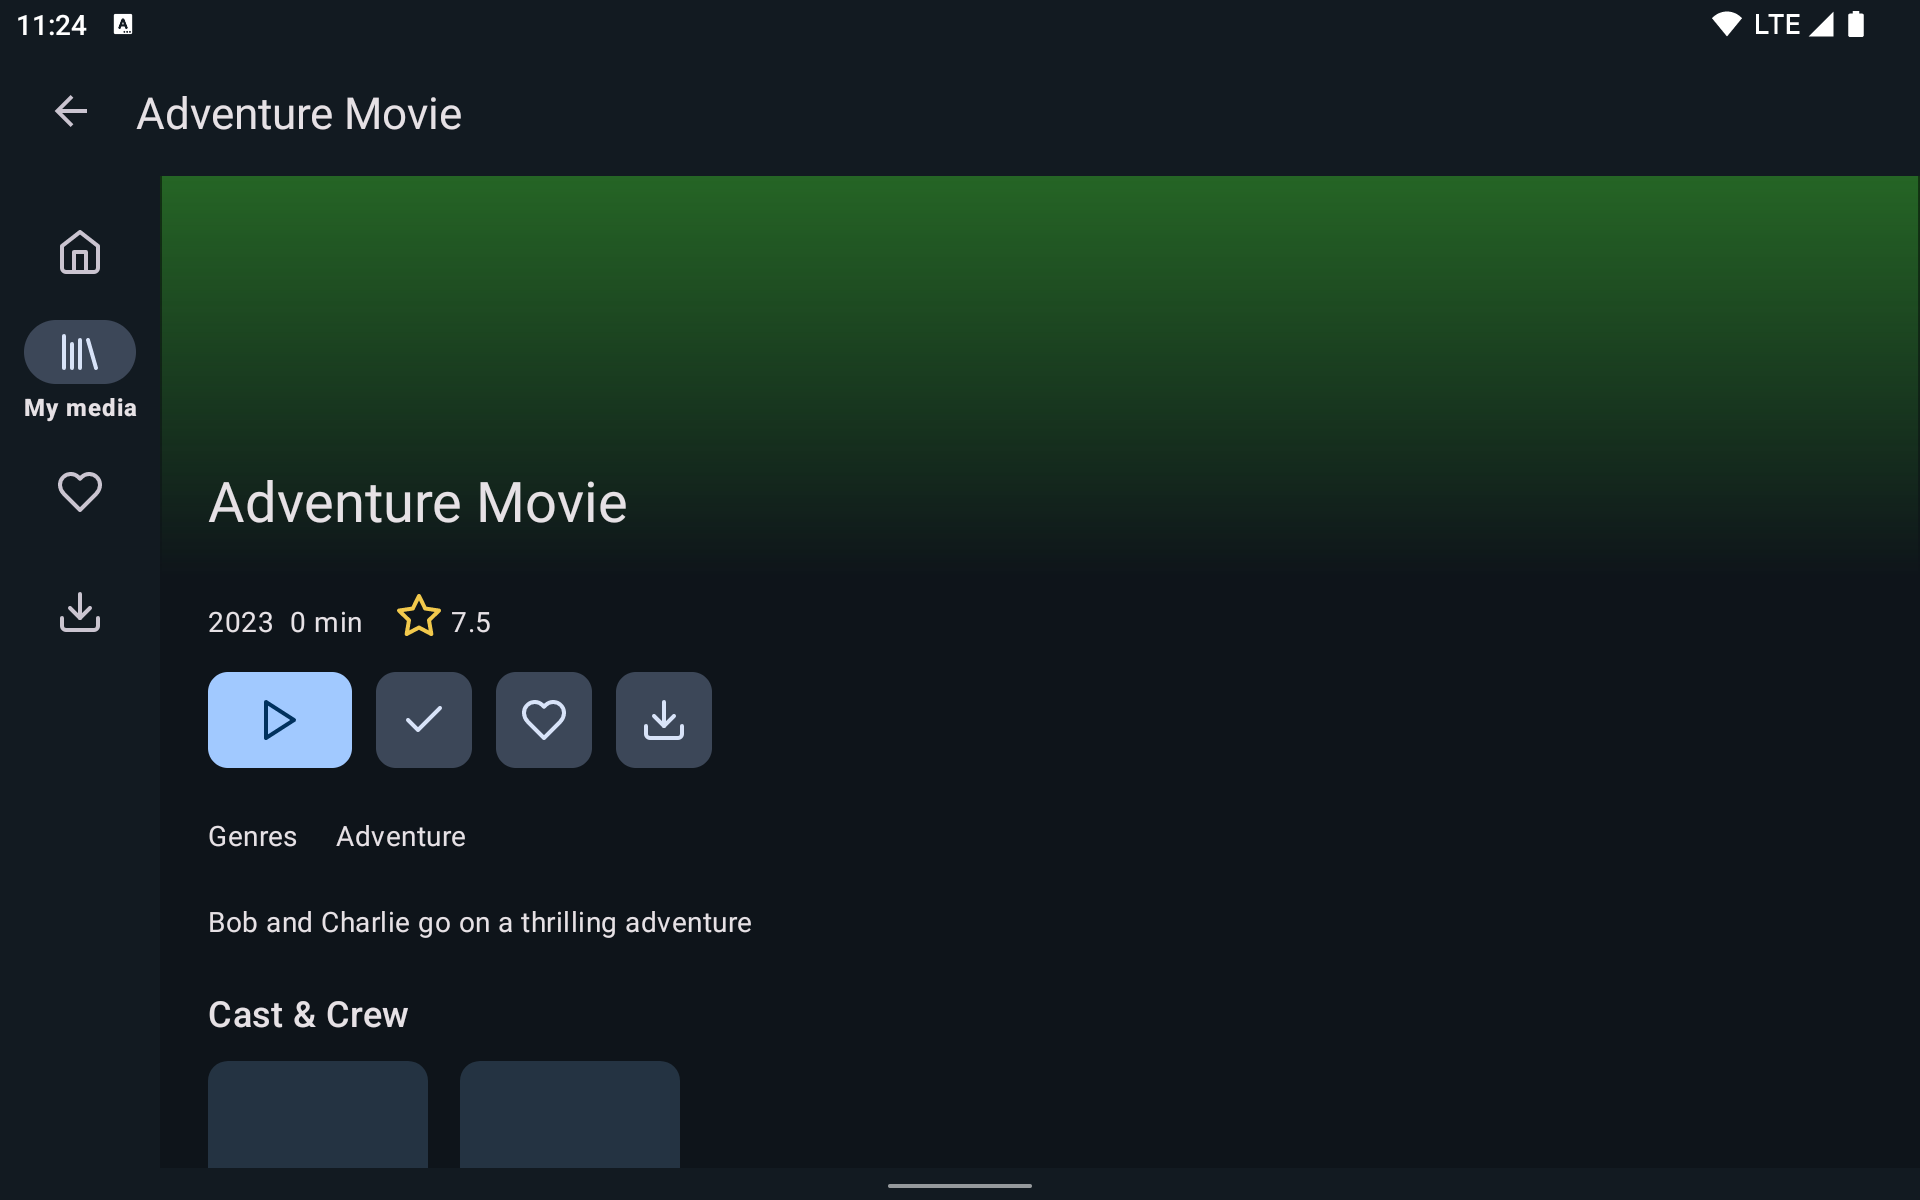 11:24
LTE
Adventure Movie
My media
Adventure Movie
2023 0 min 7.5
Genres Adventure
Bob and Charlie go on a thrilling adventure
Cast & Crew